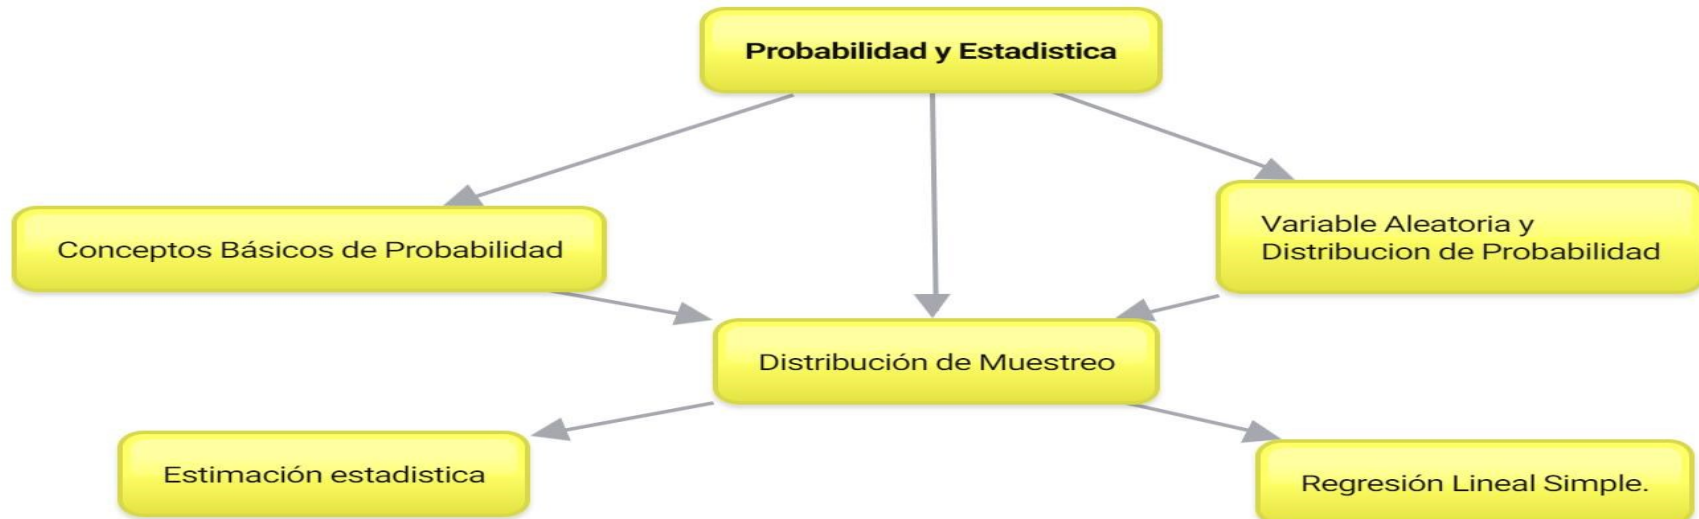 Probabilidad y Estadistica
Conceptos Básicos de Probabilidad
Variable Aleatoria y
Distribucion de Probabilidad
Distribución de Muestreo
Estimación estadistica
Regresión Lineal Simple.